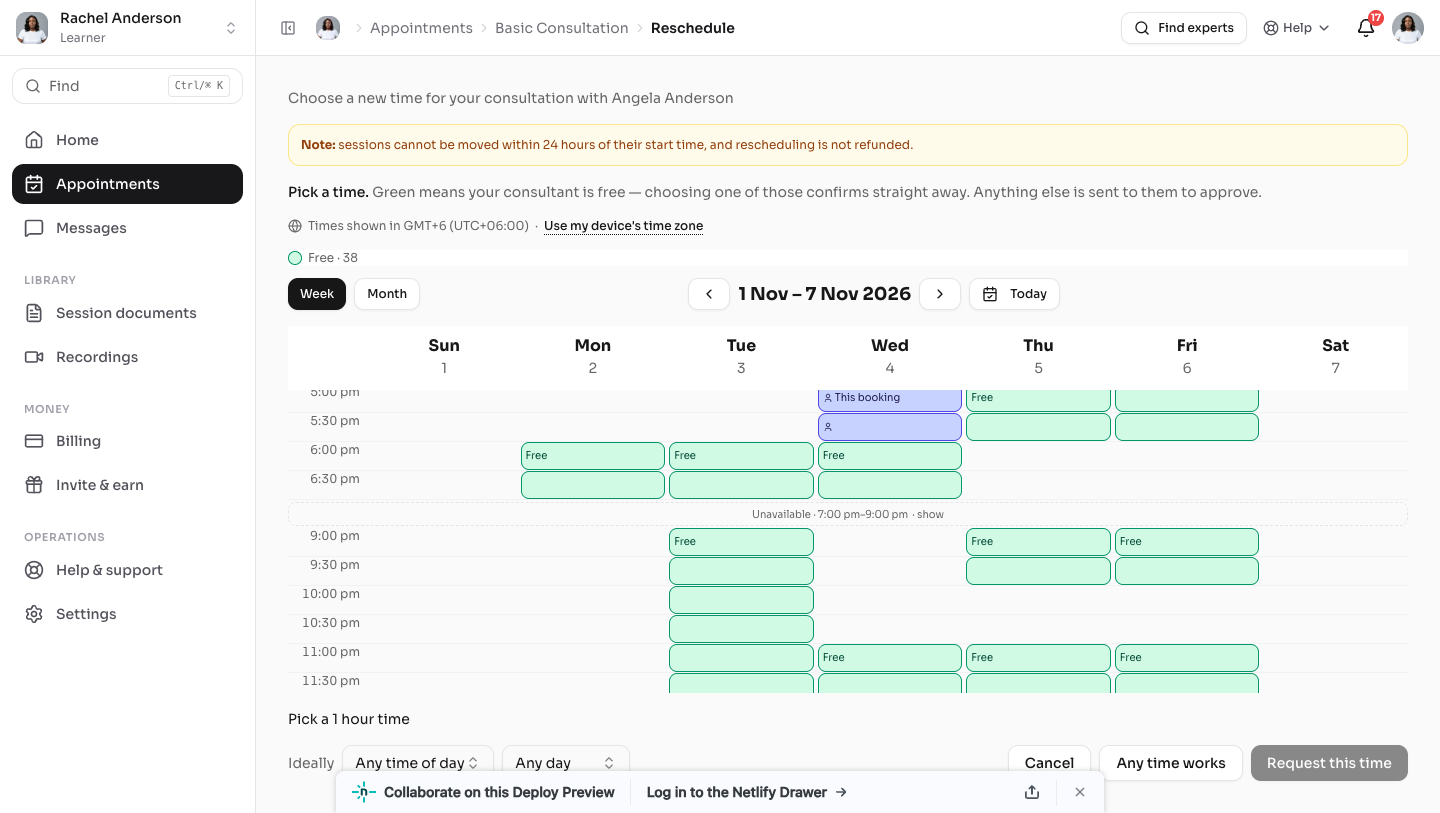 Rachel Anderson
Learner
Find
Ctrl/⌘ K
Home
Appointments
Messages
LIBRARY
Session documents
Recordings
MONEY
Billing
Invite & earn
OPERATIONS
Help & support
Settings
Appointments
Basic Consultation
Reschedule
Find experts
Help
17
Choose a new time for your consultation with Angela Anderson
Note: sessions cannot be moved within 24 hours of their start time, and rescheduling is not refunded.
Pick a time. Green means your consultant is free — choosing one of those confirms straight away. Anything else is sent to them to approve.
Times shown in GMT+6 (UTC+06:00) · Use my device's time zone
Free · 38
Week
Month
1 Nov – 7 Nov 2026
Today
Sun Mon Tue Wed Thu Fri Sat
1 2 3 4 5 6 7
5:00 pm This booking Free
5:30 pm
6:00 pm Free Free Free
6:30 pm
Unavailable · 7:00 pm–9:00 pm · show
9:00 pm Free Free Free
9:30 pm
10:00 pm
10:30 pm
11:00 pm Free Free Free
11:30 pm
Pick a 1 hour time
Ideally Any time of day Any day Cancel Any time works Request this time
Collaborate on this Deploy Preview Log in to the Netlify Drawer →